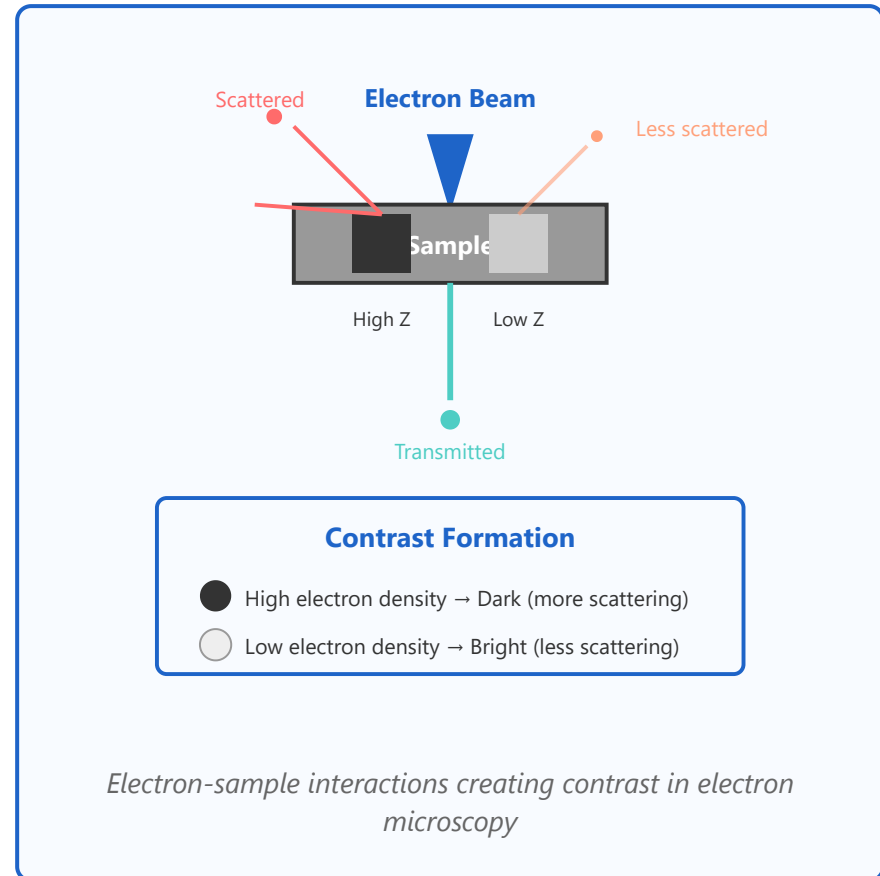 Scattered
Electron Beam
Less scattered
Sample
High Z
Low Z
Transmitted
Contrast Formation
High electron density → Dark (more scattering)
Low electron density → Bright (less scattering)
Electron-sample interactions creating contrast in electron
microscopy